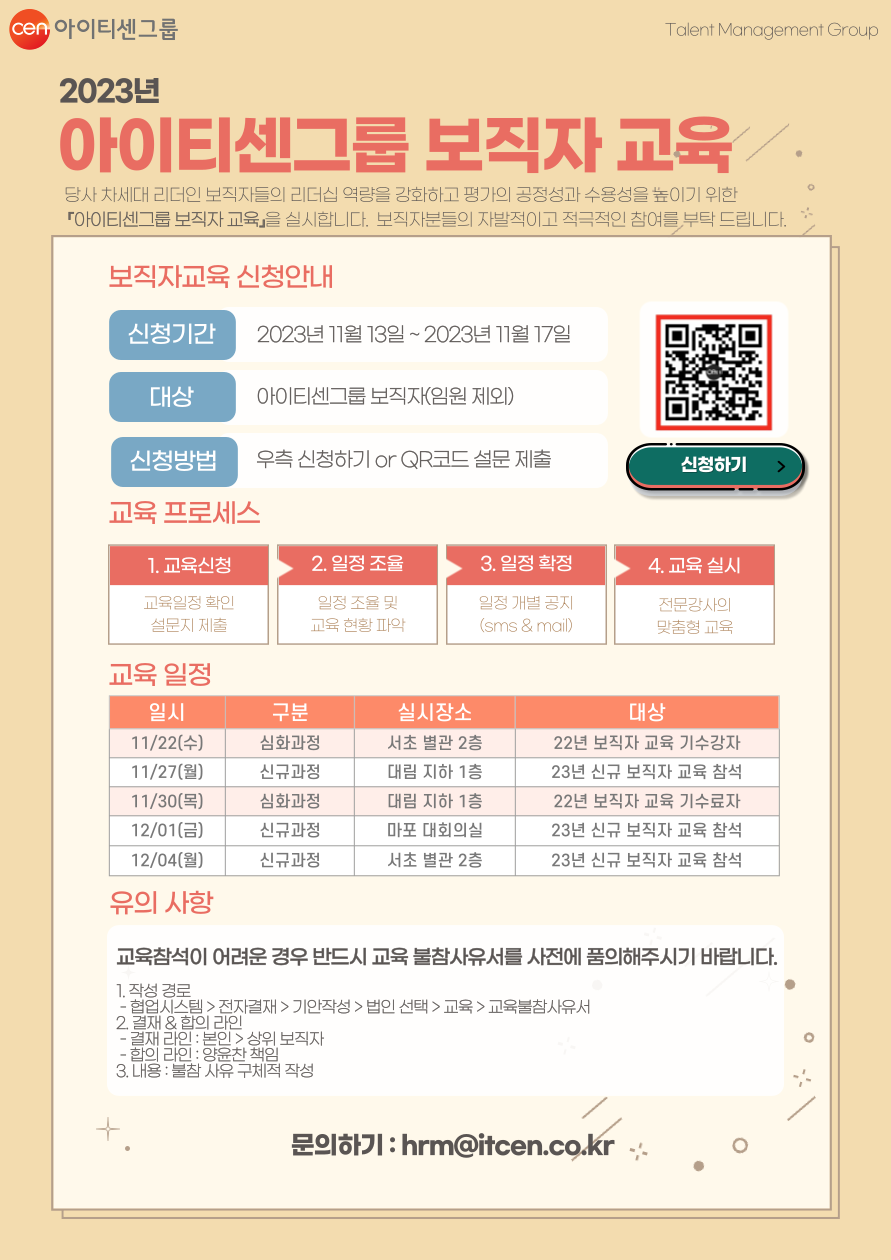 cen 아이티센그룹
Talent Management Group
2023년
아이티센그룹 보직자 교육
당사 차세대 리더인 보직자들의 리더십 역량을 강화하고 평가의 공정성과 수용성을 높이기 위한
『아이티센그룹 보직자 교육』을 실시합니다. 보직자분들의 자발적이고 적극적인 참여를 부탁 드립니다.
보직자교육 신청안내
신청기간 2023년 11월 13일 ~ 2023년 11월 17일
대상 아이티센그룹 보직자(임원 제외)
신청방법 우측 신청하기 or QR코드 설문 제출
신청하기 >
교육 프로세스
1. 교육신청
교육일정 확인
설문지 제출
2. 일정 조율
일정 조율 및
교육 현황 파악
3. 일정 확정
일정 개별 공지
(sms & mail)
4. 교육 실시
전문강사의
맞춤형 교육
교육 일정
일시 구분 실시장소 대상
11/22(수) 심화과정 서초 별관 2층 22년 보직자 교육 기수강자
11/27(월) 신규과정 대림 지하 1층 23년 신규 보직자 교육 참석
11/30(목) 심화과정 대림 지하 1층 22년 보직자 교육 기수료자
12/01(금) 신규과정 마포 대회의실 23년 신규 보직자 교육 참석
12/04(월) 신규과정 서초 별관 2층 23년 신규 보직자 교육 참석
유의 사항
교육참석이 어려운 경우 반드시 교육 불참사유서를 사전에 품의해주시기 바랍니다.
1. 작성 경로
- 협업시스템 > 전자결재 > 기안작성 > 법인 선택 > 교육 > 교육불참사유서
2. 결재 & 합의 라인
- 결재 라인 : 본인 > 상위 보직자
- 합의 라인 : 양윤찬 책임
3. 내용 : 불참 사유 구체적 작성
문의하기 : hrm@itcen.co.kr